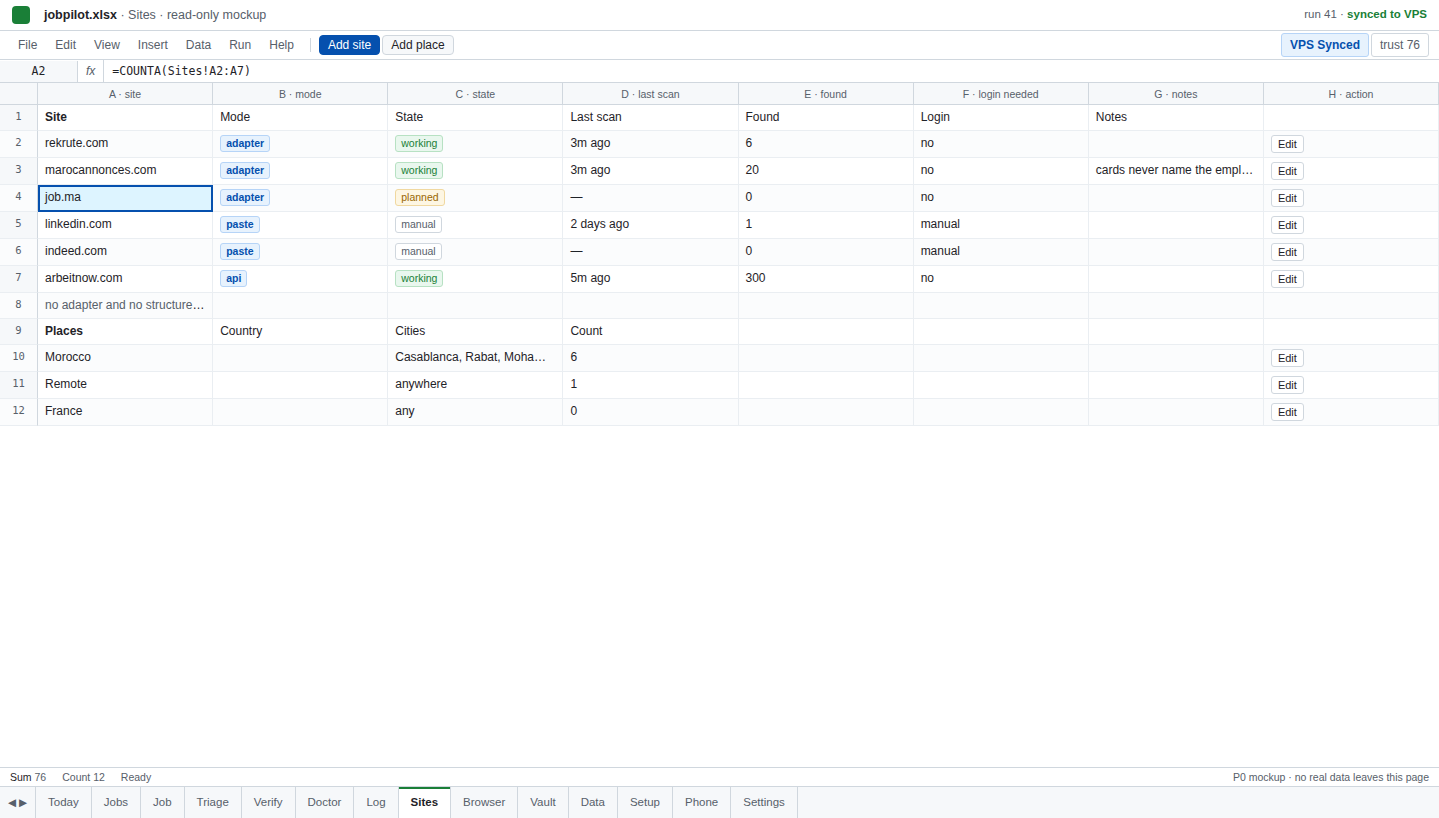 jobpilot.xlsx · Sites · read-only mockup
run 41 · synced to VPS
File Edit View Insert Data Run Help Add site Add place
VPS Synced trust 76
A2 fx =COUNTA(Sites!A2:A7)
A · site B · mode C · state D · last scan E · found F · login needed G · notes H · action
1 Site Mode State Last scan Found Login Notes
2 rekrute.com adapter working 3m ago 6 no Edit
3 marocannonces.com adapter working 3m ago 20 no cards never name the empl… Edit
4 job.ma adapter planned — 0 no Edit
5 linkedin.com paste manual 2 days ago 1 manual Edit
6 indeed.com paste manual — 0 manual Edit
7 arbeitnow.com api working 5m ago 300 no Edit
8 no adapter and no structure…
9 Places Country Cities Count
10 Morocco Casablanca, Rabat, Moha… 6 Edit
11 Remote anywhere 1 Edit
12 France any 0 Edit
Sum 76 Count 12 Ready
P0 mockup · no real data leaves this page
◀ ▶ Today Jobs Job Triage Verify Doctor Log Sites Browser Vault Data Setup Phone Settings